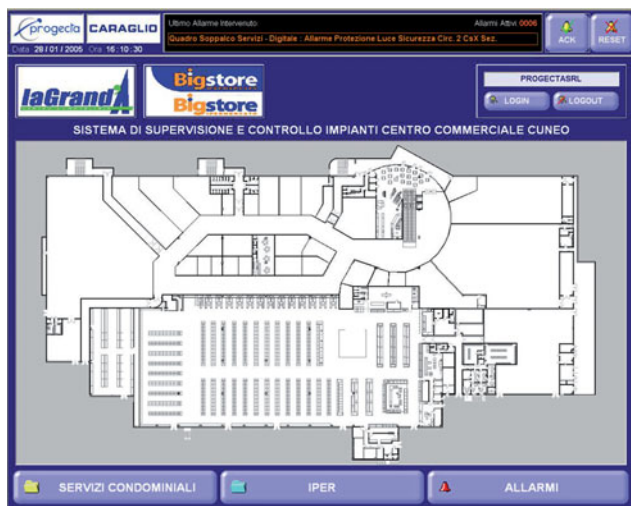 progecta CARAGLIO
Data 28/01/2005 Ora 16:10:30
Ultimo Allarme Intervenuto: Allarmi Attivi 0006
Quadro Soppalco Servizi - Digitale : Allarme Protezione Luce Sicurezza Circ. 2 CsX Sez.
ACK RESET
laGranda
Bigstore
Bigstore
PROGECTASRL
LOGIN LOGOUT
SISTEMA DI SUPERVISIONE E CONTROLLO IMPIANTI CENTRO COMMERCIALE CUNEO
SERVIZI CONDOMINIALI IPER ALLARMI